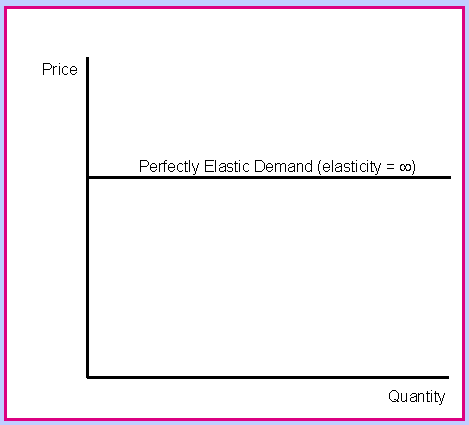 Price
Perfectly Elastic Demand (elasticity = ∞)
Quantity